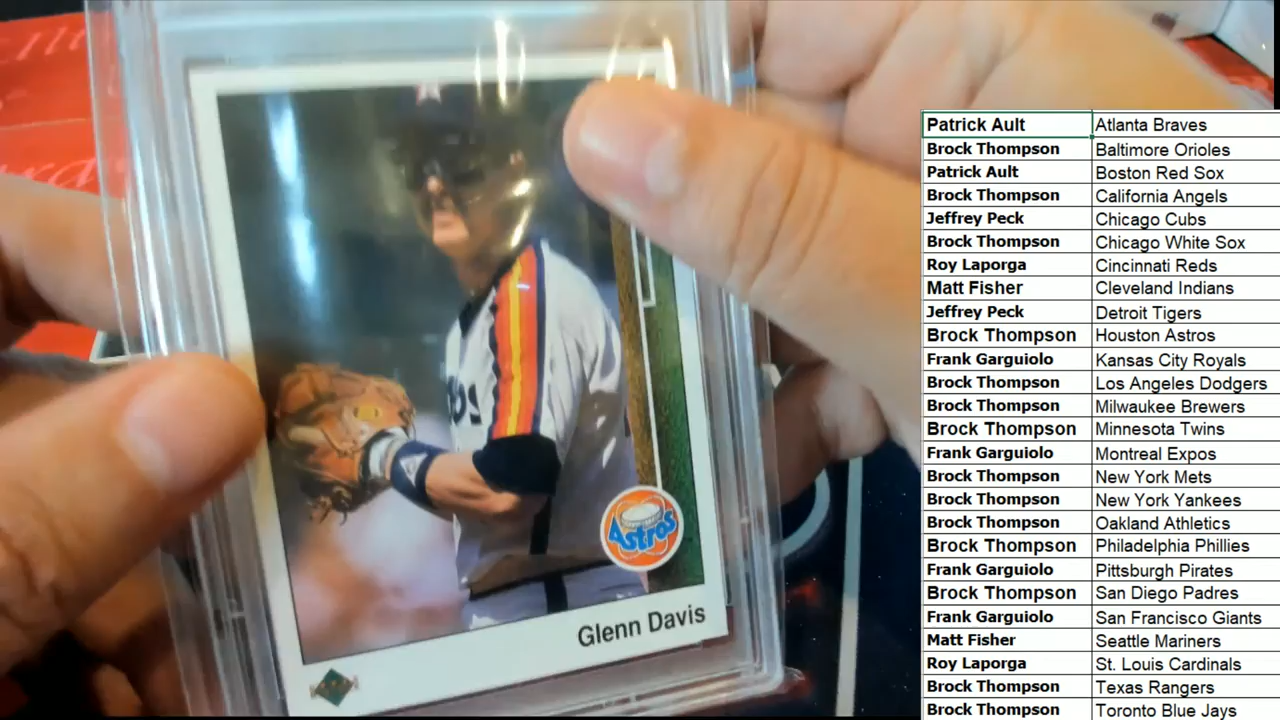 Astros
Glenn Davis
Patrick Ault Atlanta Braves
Brock Thompson Baltimore Orioles
Patrick Ault Boston Red Sox
Brock Thompson California Angels
Jeffrey Peck Chicago Cubs
Brock Thompson Chicago White Sox
Roy Laporga Cincinnati Reds
Matt Fisher Cleveland Indians
Jeffrey Peck Detroit Tigers
Brock Thompson Houston Astros
Frank Garguiolo Kansas City Royals
Brock Thompson Los Angeles Dodgers
Brock Thompson Milwaukee Brewers
Brock Thompson Minnesota Twins
Frank Garguiolo Montreal Expos
Brock Thompson New York Mets
Brock Thompson New York Yankees
Brock Thompson Oakland Athletics
Brock Thompson Philadelphia Phillies
Frank Garguiolo Pittsburgh Pirates
Brock Thompson San Diego Padres
Frank Garguiolo San Francisco Giants
Matt Fisher Seattle Mariners
Roy Laporga St. Louis Cardinals
Brock Thompson Texas Rangers
Brock Thompson Toronto Blue Jays